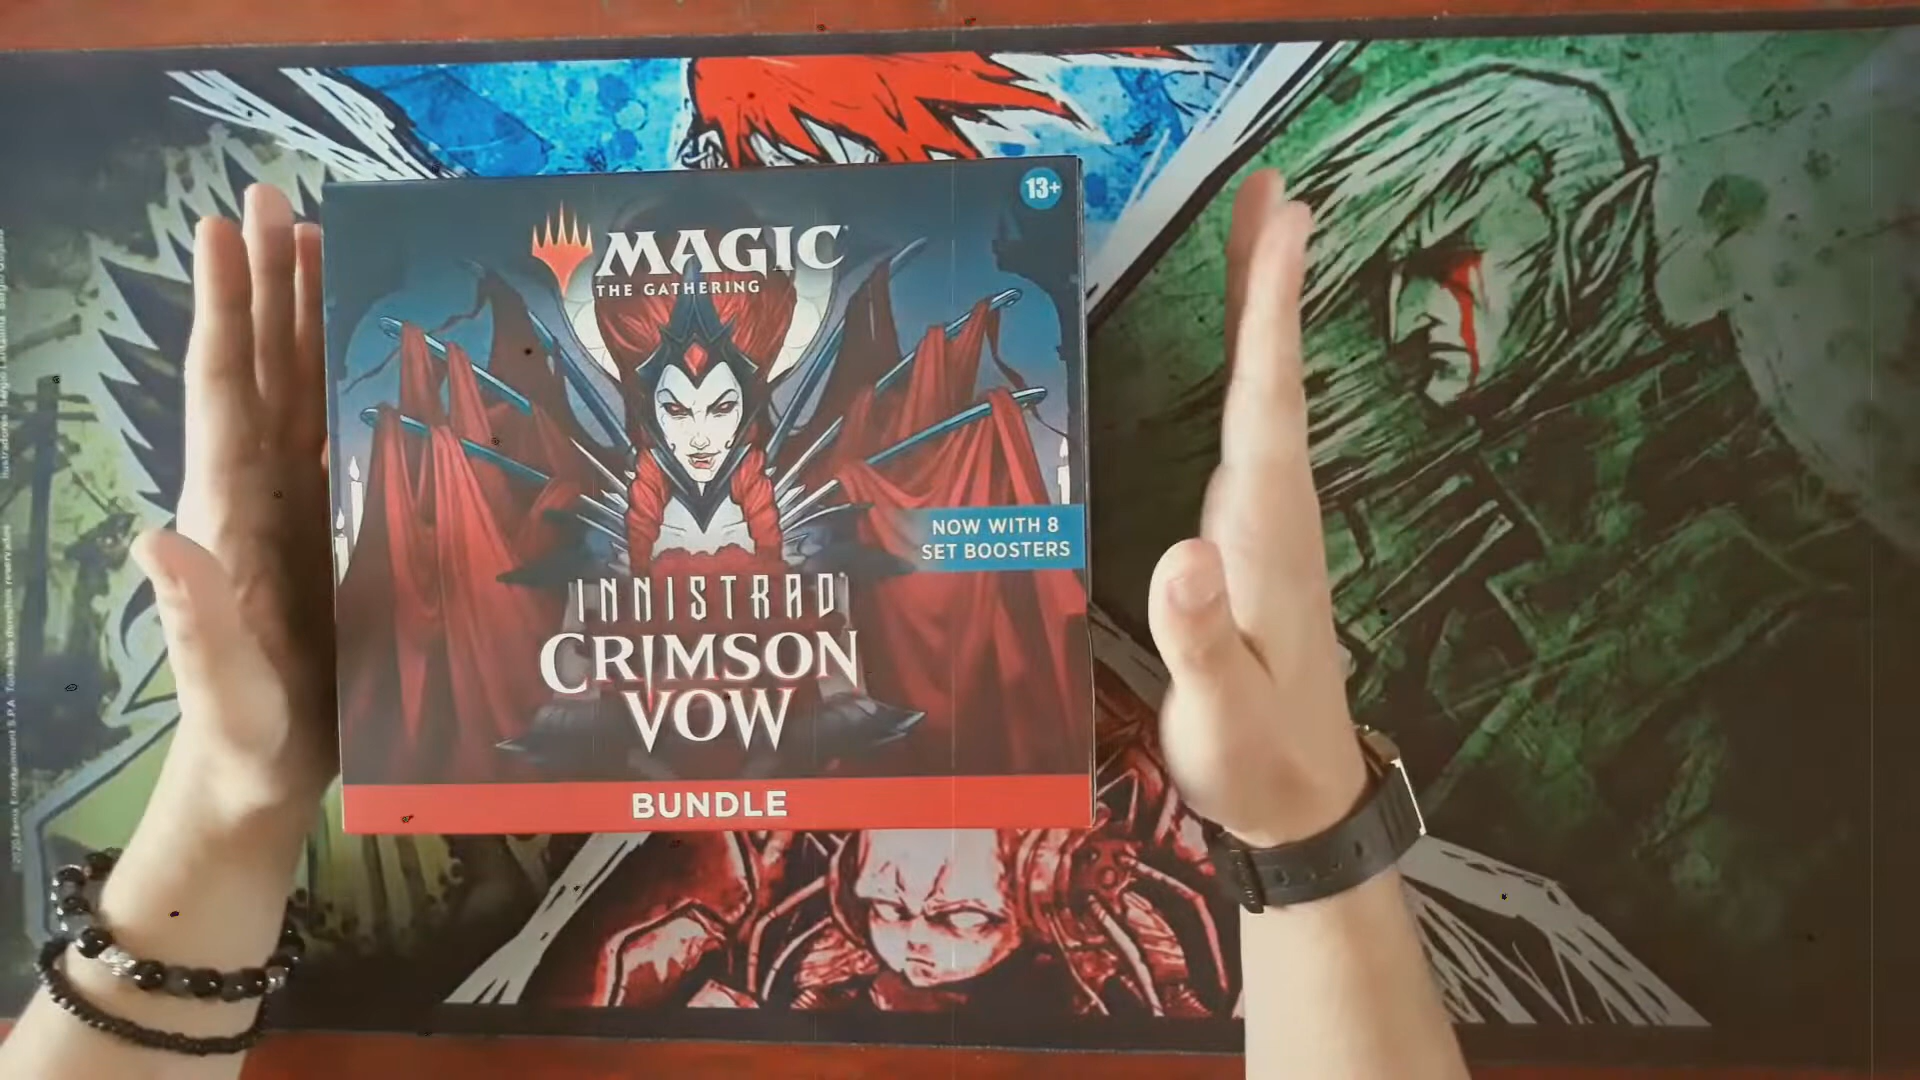 13+
MAGIC
THE GATHERING
NOW WITH 8
SET BOOSTERS
INNISTRAD
CRIMSON
VOW
BUNDLE